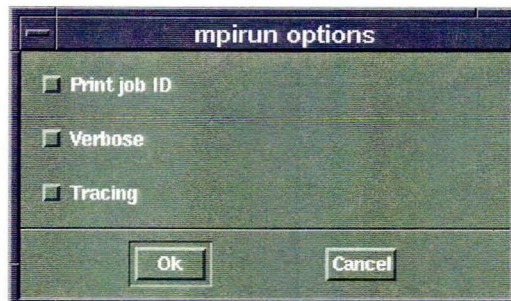 mpirun options
Print job ID
Verbose
Tracing
Ok Cancel